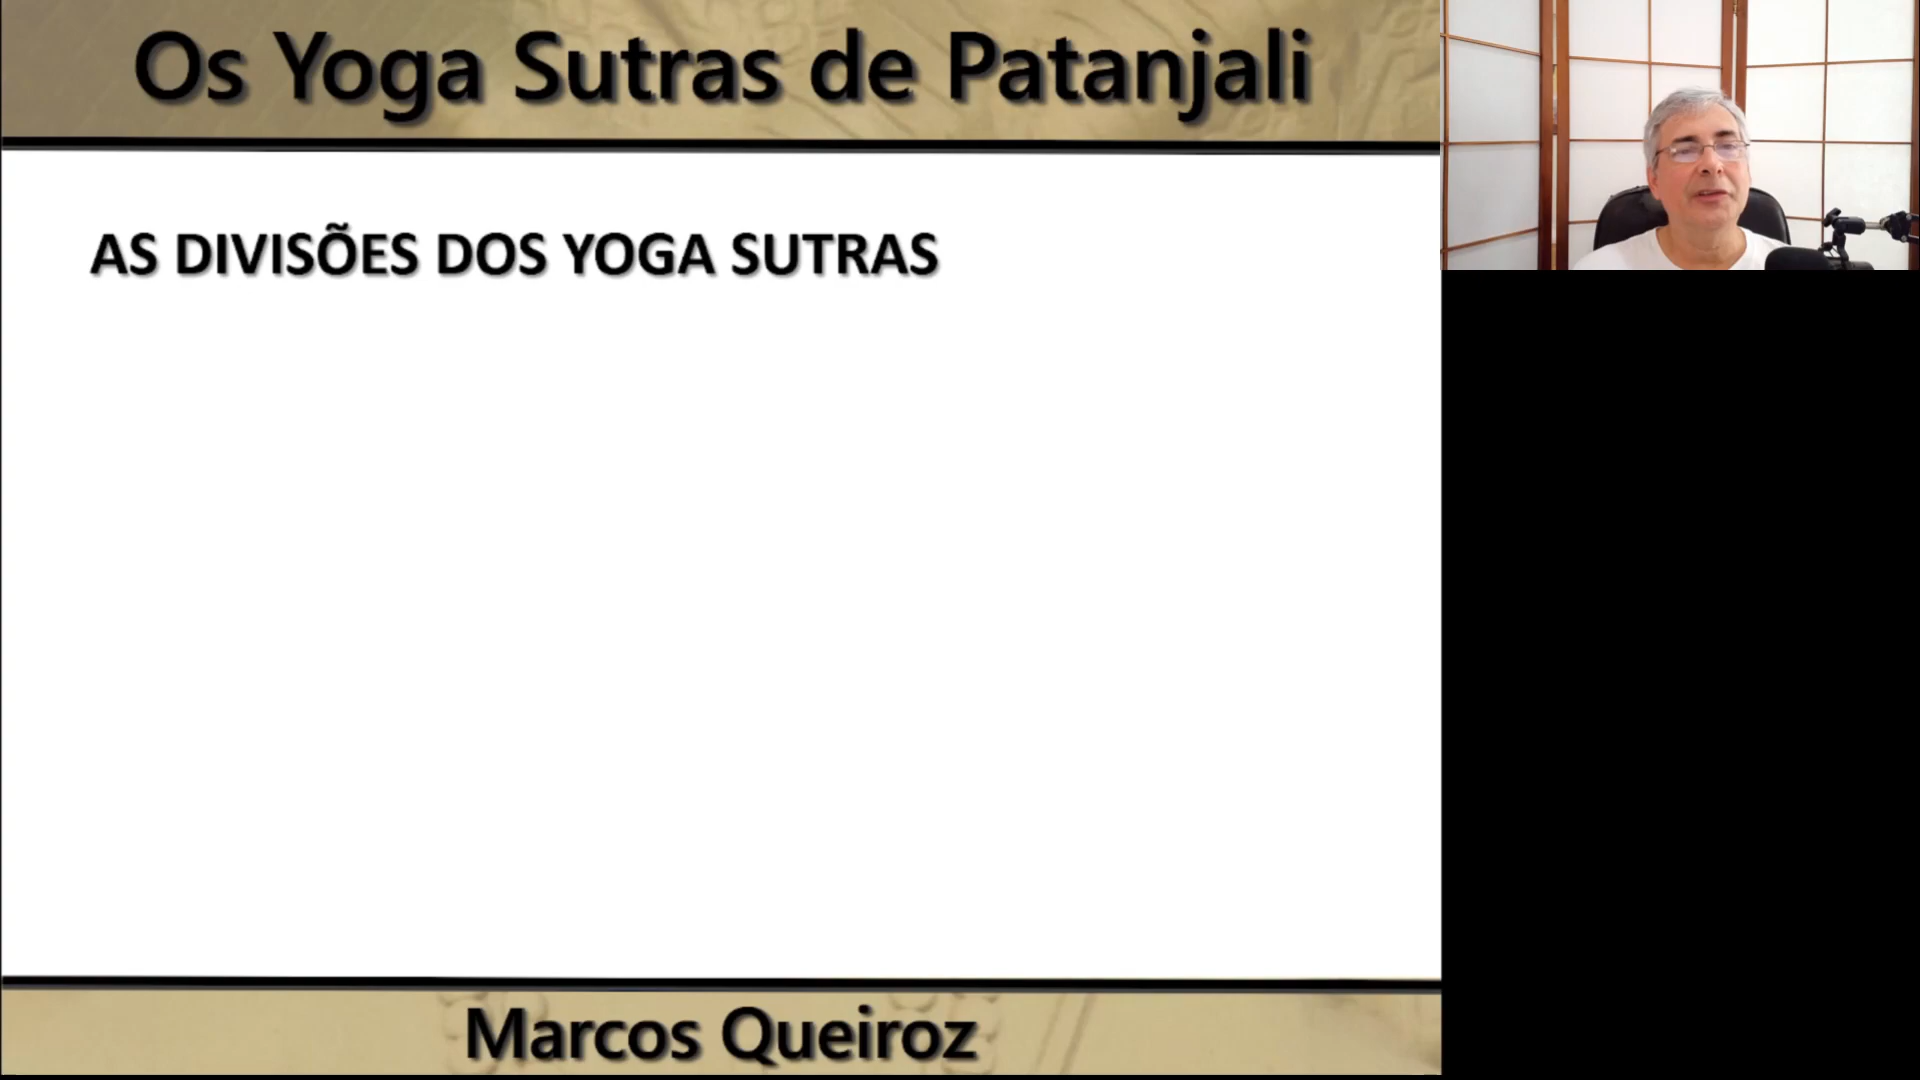 Os Yoga Sutras de Patanjali
AS DIVISÕES DOS YOGA SUTRAS
Marcos Queiroz